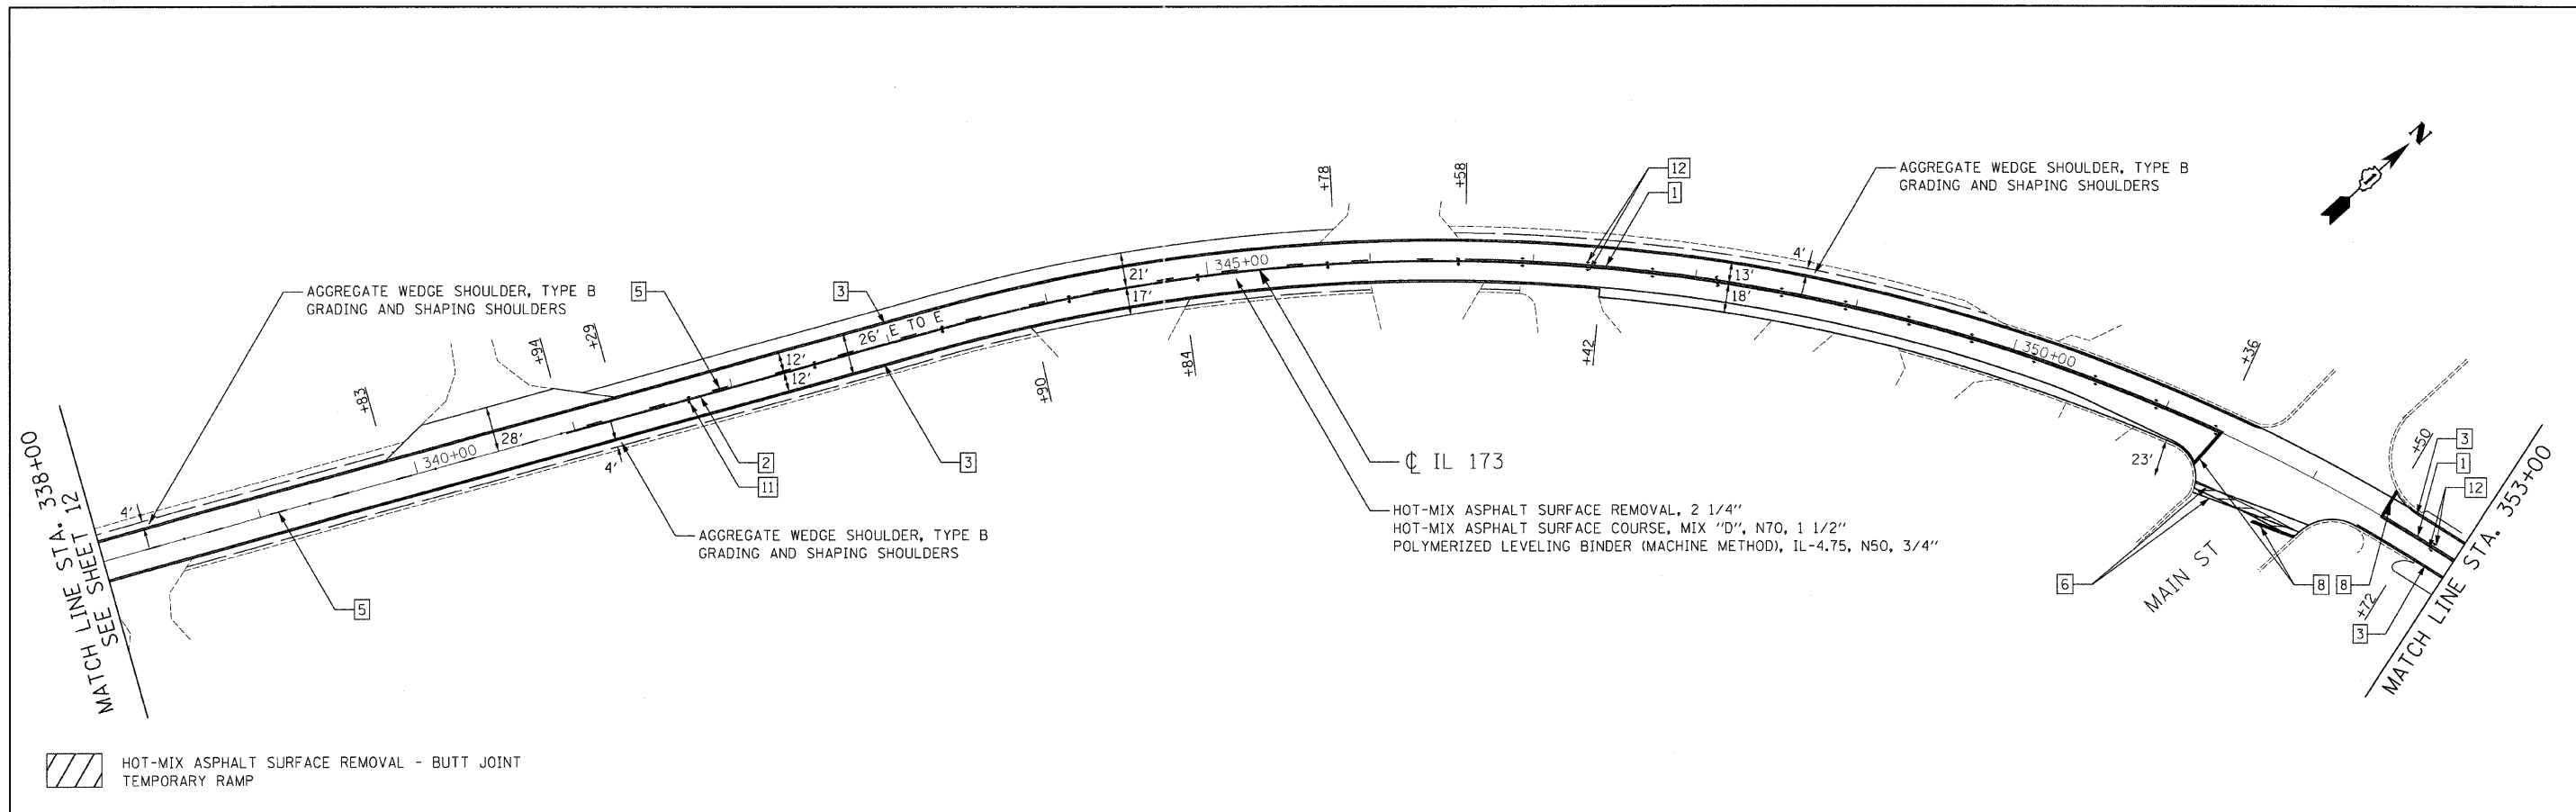 MATCH LINE STA. 338+00
SEE SHEET 12
4'
AGGREGATE WEDGE SHOULDER, TYPE B
GRADING AND SHAPING SHOULDERS
+83
+94
+29
5
3
340+00
28'
5
4'
12'
12'
26' E TO E
2
11
AGGREGATE WEDGE SHOULDER, TYPE B
GRADING AND SHAPING SHOULDERS
3
+90
+84
21'
17'
345+00
+78
+58
12
1
℄ IL 173
HOT-MIX ASPHALT SURFACE REMOVAL, 2 1/4"
HOT-MIX ASPHALT SURFACE COURSE, MIX "D", N70, 1 1/2"
POLYMERIZED LEVELING BINDER (MACHINE METHOD), IL-4.75, N50, 3/4"
+42
13'
18'
4'
AGGREGATE WEDGE SHOULDER, TYPE B
GRADING AND SHAPING SHOULDERS
350+00
+36
N
23'
6
MAIN ST
8
8
+50
3
1
12
+72
3
MATCH LINE STA. 353+00
HOT-MIX ASPHALT SURFACE REMOVAL - BUTT JOINT
TEMPORARY RAMP